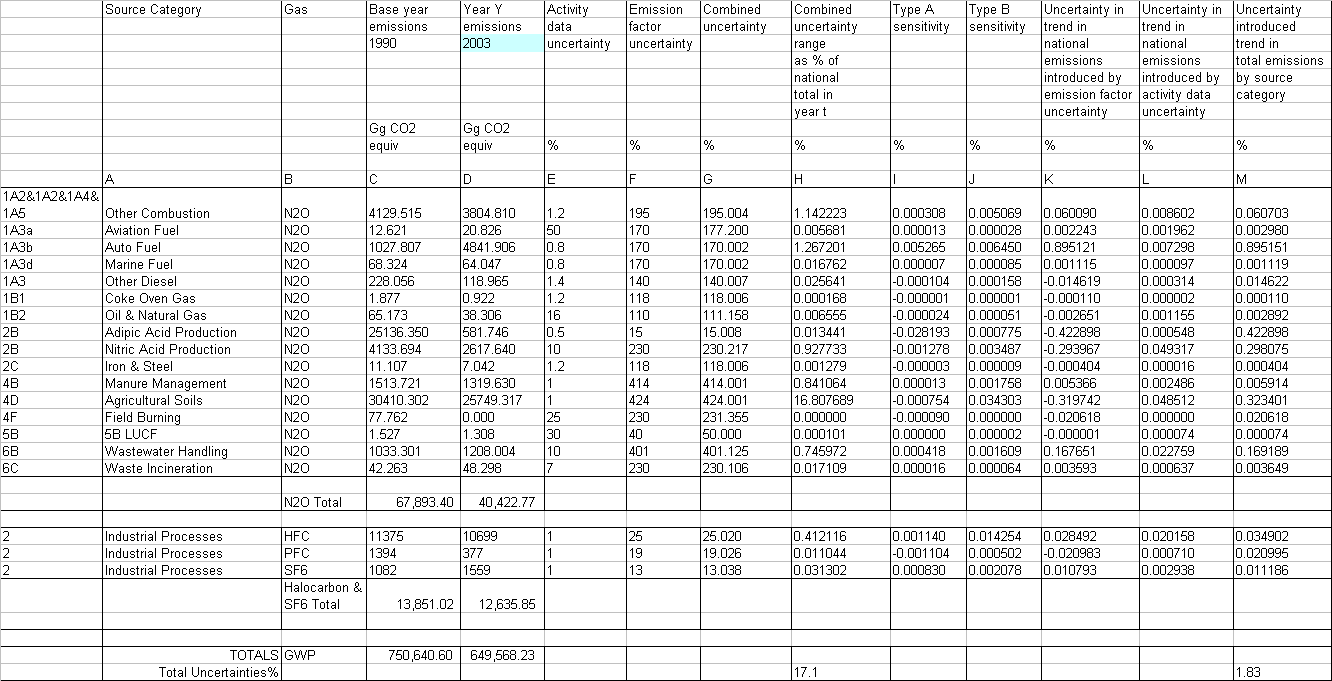 Source Category Gas Base year Year Y Activity Emission Combined Combined Type A Type B Uncertainty in Uncertainty in Uncertainty
emissions emissions data factor uncertainty uncertainty sensitivity sensitivity trend in trend in introduced
1990 2003 uncertainty uncertainty range national national trend in
as % of emissions emissions total emissions
national introduced by introduced by by source
total in emission factor activity data category
year t uncertainty uncertainty
Gg CO2 Gg CO2
equiv equiv % % % % % % % % %
A B C D E F G H I J K L M
1A2&1A2&1A4&
1A5 Other Combustion N2O 4129.515 3804.810 1.2 195 195.004 1.142223 0.000308 0.005069 0.060090 0.008602 0.060703
1A3a Aviation Fuel N2O 12.621 20.826 50 170 177.200 0.005681 0.000013 0.000028 0.002243 0.001962 0.002980
1A3b Auto Fuel N2O 1027.807 4841.906 0.8 170 170.002 1.267201 0.005265 0.006450 0.895121 0.007298 0.895151
1A3d Marine Fuel N2O 68.324 64.047 0.8 170 170.002 0.016762 0.000007 0.000085 0.001115 0.000097 0.001119
1A3 Other Diesel N2O 228.056 118.965 1.4 140 140.007 0.025641 -0.000104 0.000158 -0.014619 0.000314 0.014622
1B1 Coke Oven Gas N2O 1.877 0.922 1.2 118 118.006 0.000168 -0.000001 0.000001 -0.000110 0.000002 0.000110
1B2 Oil & Natural Gas N2O 65.173 38.306 16 110 111.158 0.006555 -0.000024 0.000051 -0.002651 0.001155 0.002892
2B Adipic Acid Production N2O 25136.350 581.746 0.5 15 15.008 0.013441 -0.028193 0.000775 -0.422898 0.000548 0.422898
2B Nitric Acid Production N2O 4133.694 2617.640 10 230 230.217 0.927733 -0.001278 0.003487 -0.293967 0.049317 0.298075
2C Iron & Steel N2O 11.107 7.042 1.2 118 118.006 0.001279 -0.000003 0.000009 -0.000404 0.000016 0.000404
4B Manure Management N2O 1513.721 1319.630 1 414 414.001 0.841064 0.000013 0.001758 0.005366 0.002486 0.005914
4D Agricultural Soils N2O 30410.302 25749.317 1 424 424.001 16.807689 -0.000754 0.034303 -0.319742 0.048512 0.323401
4F Field Burning N2O 77.762 0.000 25 230 231.355 0.000000 -0.000090 0.000000 -0.020618 0.000000 0.020618
5B 5B LUCF N2O 1.527 1.308 30 40 50.000 0.000101 0.000000 0.000002 -0.000001 0.000074 0.000074
6B Wastewater Handling N2O 1033.301 1208.004 10 401 401.125 0.745972 0.000418 0.001609 0.167651 0.022759 0.169189
6C Waste Incineration N2O 42.263 48.298 7 230 230.106 0.017109 0.000016 0.000064 0.003593 0.000637 0.003649
N2O Total 67,893.40 40,422.77
2 Industrial Processes HFC 11375 10699 1 25 25.020 0.412116 0.001140 0.014254 0.028492 0.020158 0.034902
2 Industrial Processes PFC 1394 377 1 19 19.026 0.011044 -0.001104 0.000502 -0.020983 0.000710 0.020995
2 Industrial Processes SF6 1082 1559 1 13 13.038 0.031302 0.000830 0.002078 0.010793 0.002938 0.011186
Halocarbon &
SF6 Total 13,851.02 12,635.85
TOTALS GWP 750,640.60 649,568.23
Total Uncertainties% 17.1 1.83